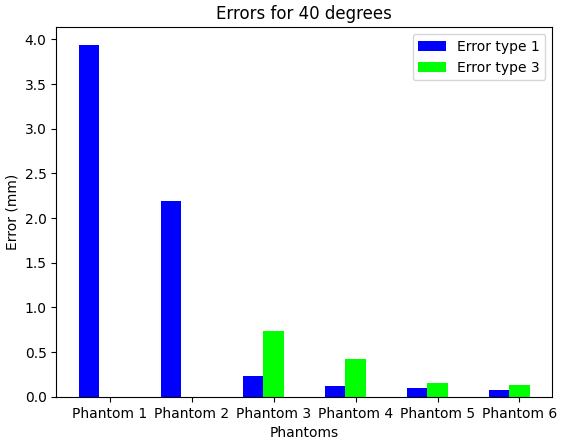 Errors for 40 degrees
Error type 1
Error type 3
Error (mm)
4.0
3.5
3.0
2.5
2.0
1.5
1.0
0.5
0.0
Phantom 1 Phantom 2 Phantom 3 Phantom 4 Phantom 5 Phantom 6
Phantoms